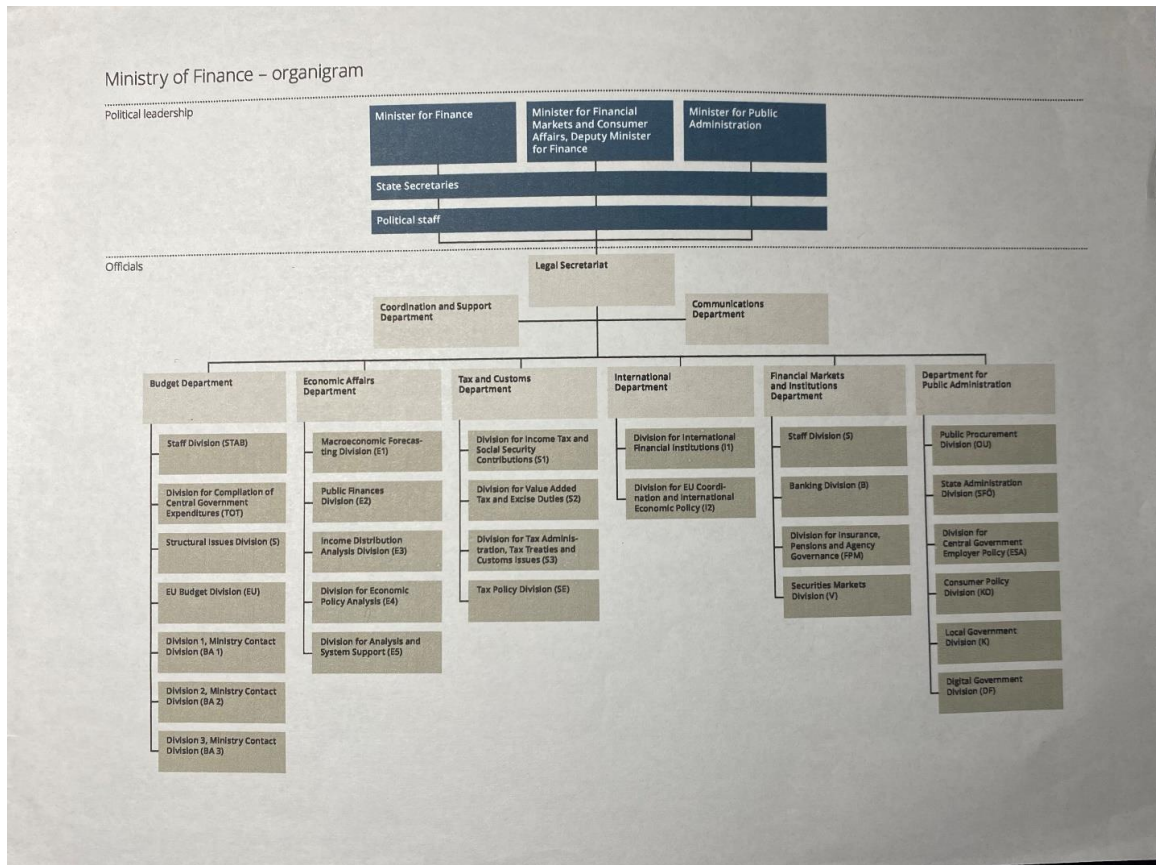 Ministry of Finance – organigram
Political leadership
Minister for Finance
Minister for Financial
Markets and Consumer
Affairs, Deputy Minister
for Finance
Minister for Public
Administration
State Secretaries
Political staff
Officials
Legal Secretariat
Coordination and Support
Department
Communications
Department
Budget Department
Staff Division (STAB)
Division for Compilation of
Central Government
Expenditures (TOT)
Structural Issues Division (S)
EU Budget Division (EU)
Division 1, Ministry Contact
Division (BA 1)
Division 2, Ministry Contact
Division (BA 2)
Division 3, Ministry Contact
Division (BA 3)
Economic Affairs
Department
Macroeconomic Forecas-
ting Division (E1)
Public Finances
Division (E2)
Income Distribution
Analysis Division (E3)
Division for Economic
Policy Analysis (E4)
Division for Analysis and
System Support (E5)
Tax and Customs
Department
Division for Income Tax and
Social Security
Contributions (S1)
Division for Value Added
Tax and Excise Duties (S2)
Division for Tax Adminis-
tration, Tax Treaties and
Customs Issues (S3)
Tax Policy Division (SE)
International
Department
Division for International
Financial Institutions (I1)
Division for EU Coordi-
nation and International
Economic Policy (I2)
Financial Markets
and Institutions
Department
Staff Division (S)
Banking Division (B)
Division for Insurance,
Pensions and Agency
Governance (FPM)
Securities Markets
Division (V)
Department for
Public Administration
Public Procurement
Division (OU)
State Administration
Division (SFÖ)
Division for
Central Government
Employer Policy (ESA)
Consumer Policy
Division (KO)
Local Government
Division (K)
Digital Government
Division (DF)